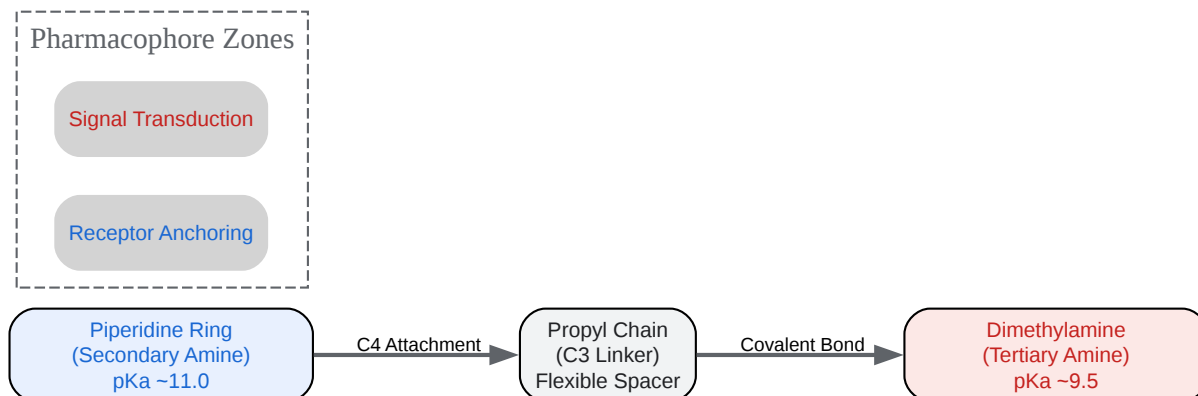 Pharmacophore Zones
Signal Transduction
Receptor Anchoring
Piperidine Ring
(Secondary Amine)
pKa ~11.0
C4 Attachment
Propyl Chain
(C3 Linker)
Flexible Spacer
Covalent Bond
Dimethylamine
(Tertiary Amine)
pKa ~9.5